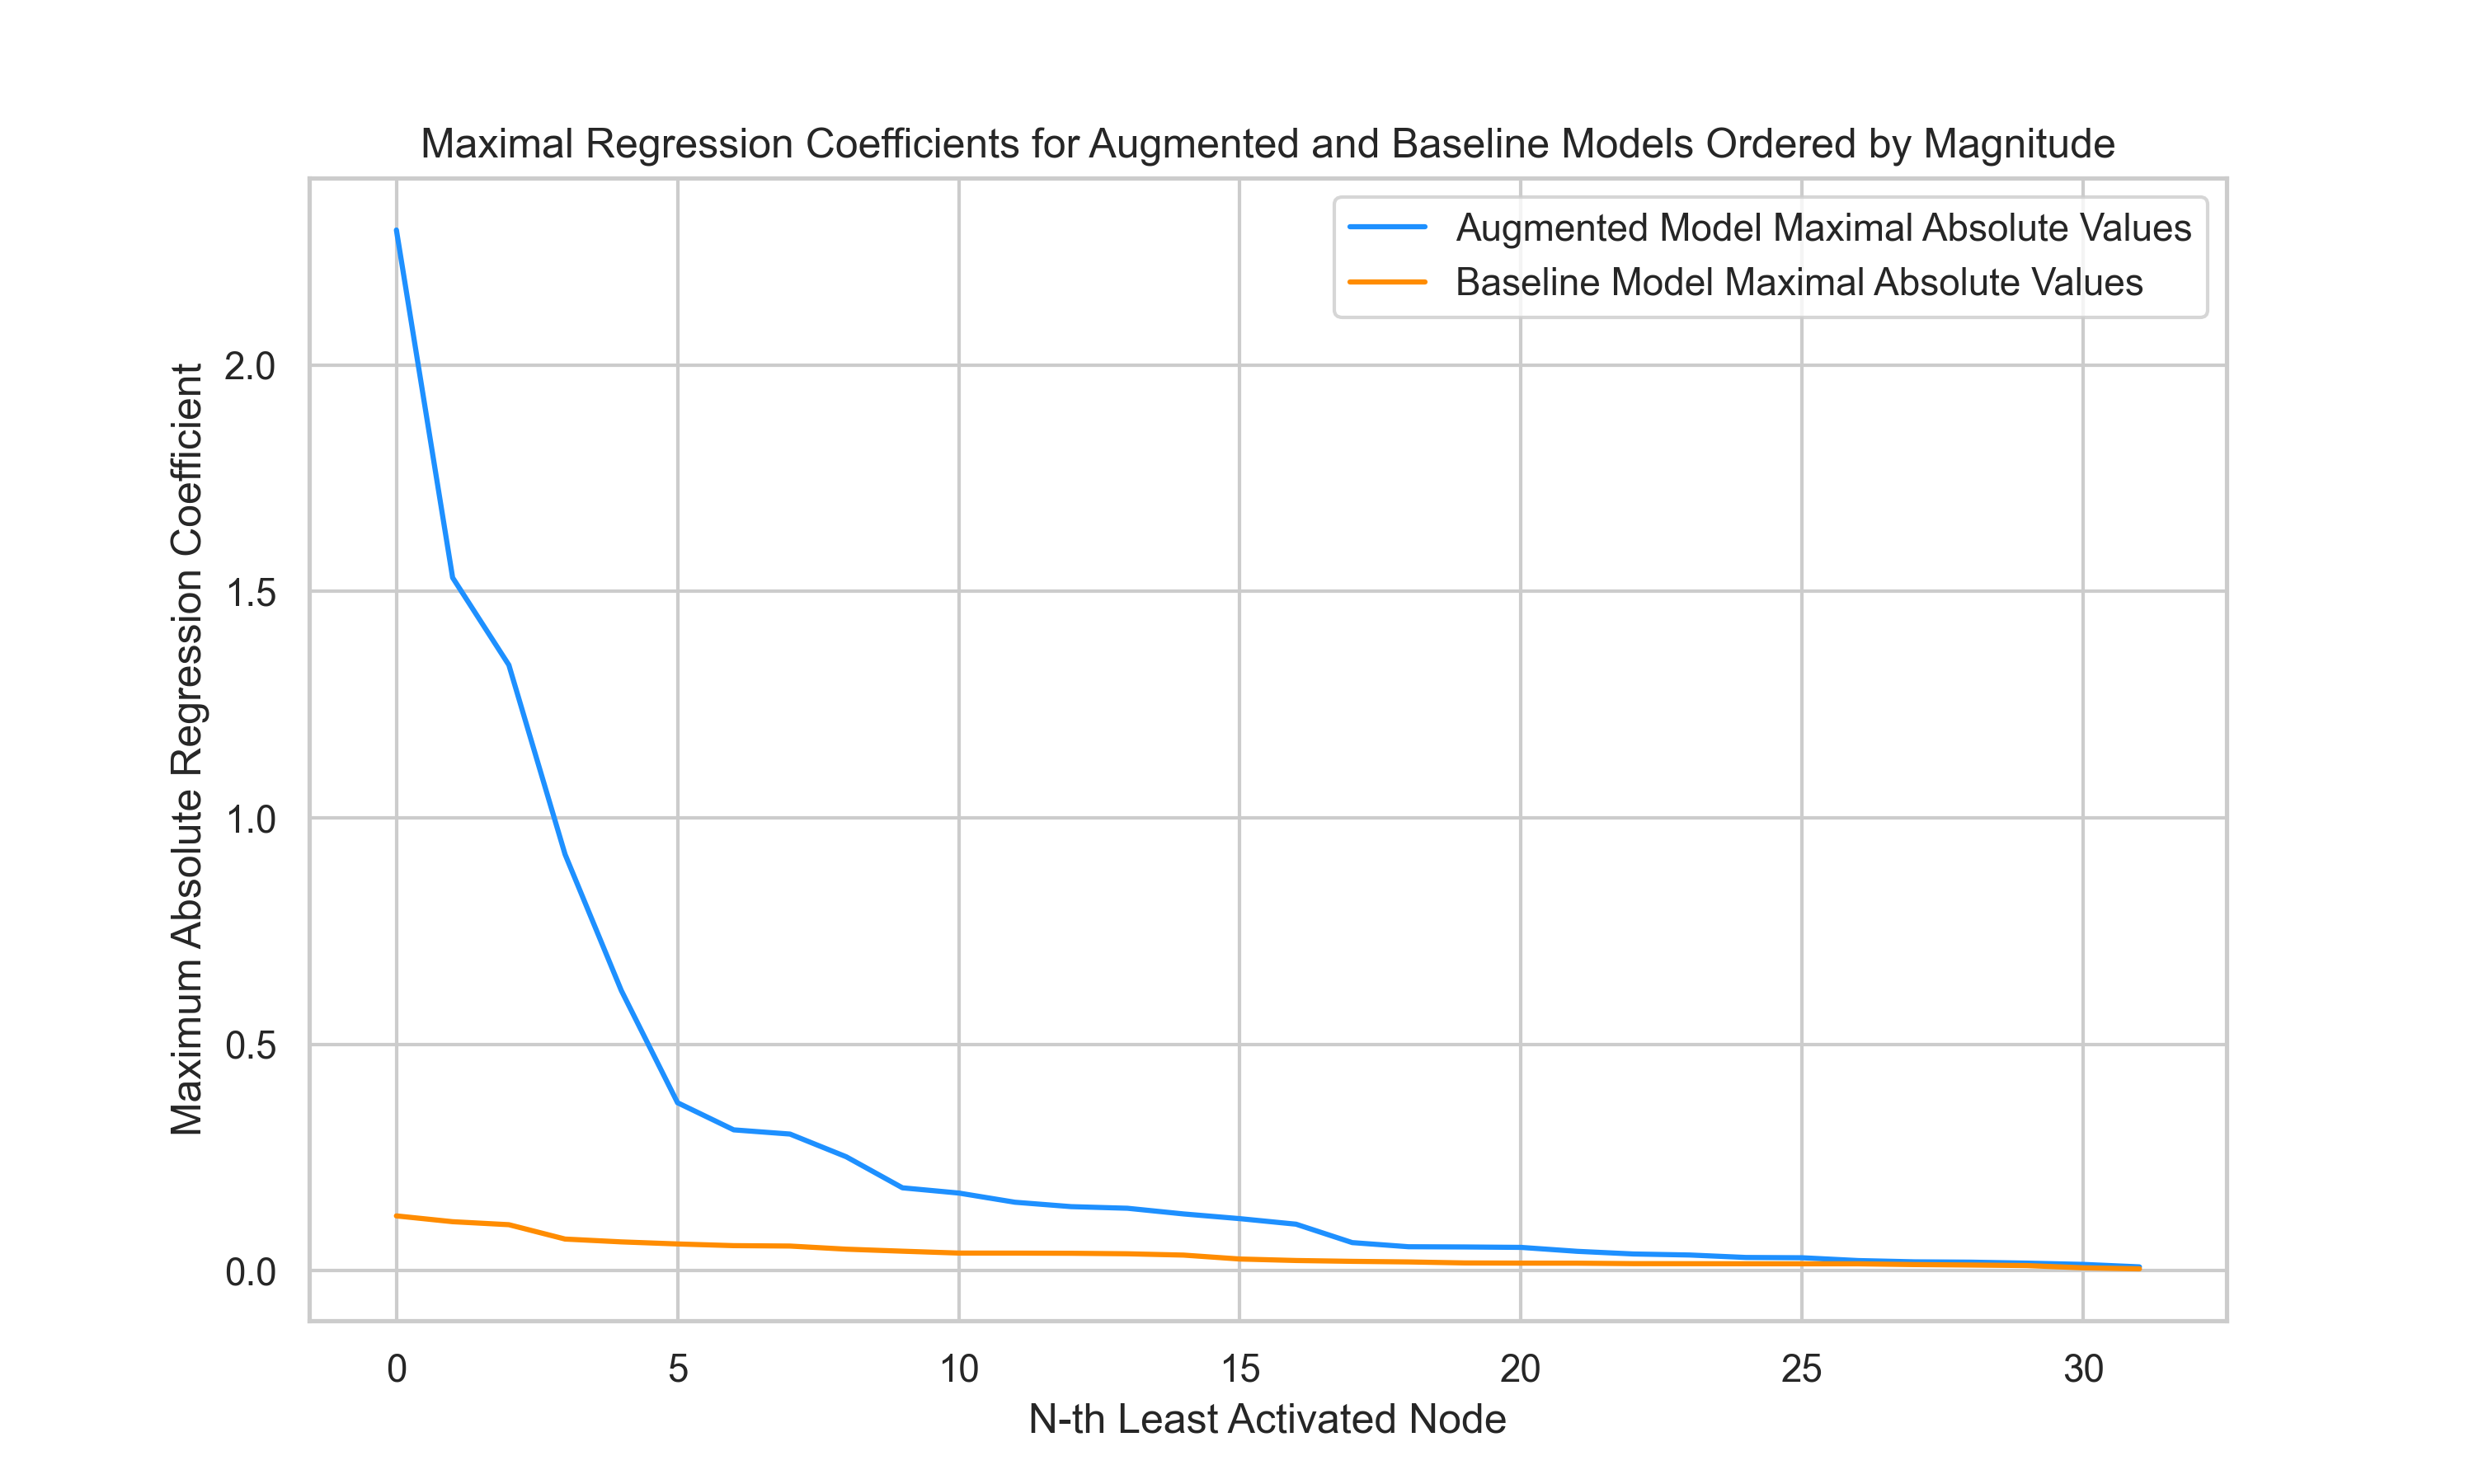 Maximal Regression Coefficients for Augmented and Baseline Models Ordered by Magnitude
Augmented Model Maximal Absolute Values
Baseline Model Maximal Absolute Values
Maximum Absolute Regression Coefficient
2.0
1.5
1.0
0.5
0.0
0 5 10 15 20 25 30
N-th Least Activated Node